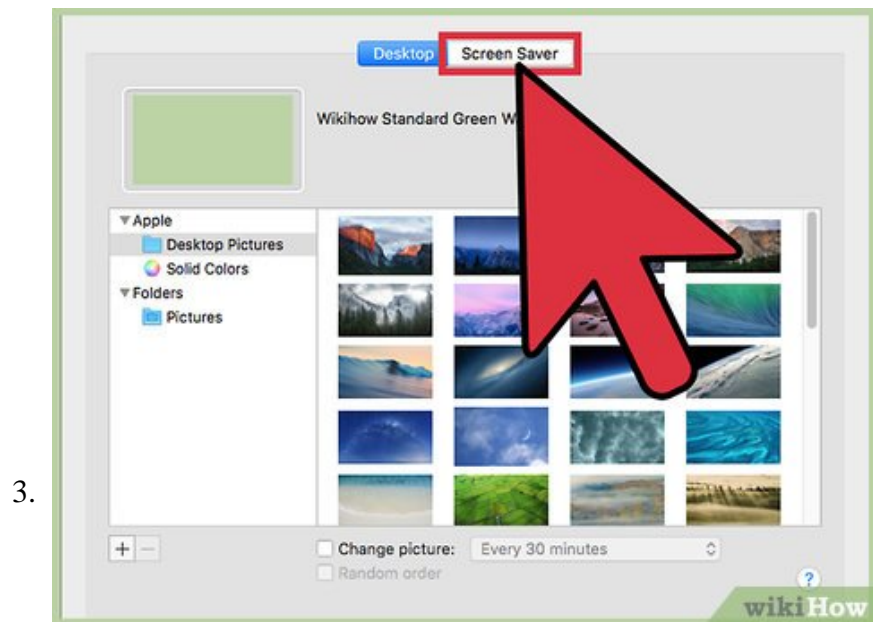 Desktop Screen Saver
Wikihow Standard Green W
Apple
Desktop Pictures
Solid Colors
Folders
Pictures
3.
+ −
Change picture: Every 30 minutes
Random order
?
wikiHow